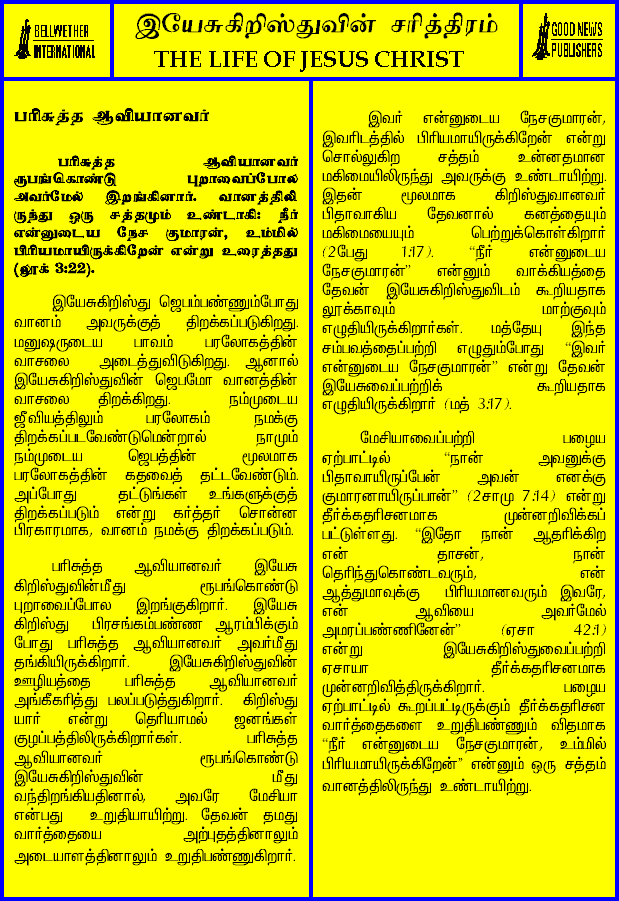 BELLWETHER
INTERNATIONAL
இயேசுகிறிஸ்துவின் சரித்திரம்
THE LIFE OF JESUS CHRIST
GOOD NEWS
PUBLISHERS
பரிசுத்த ஆவியானவர்
பரிசுத்த ஆவியானவர்
ரூபங்கொண்டு புறாவைப்போல
அவர்மேல் இறங்கினார். வானத்திலி
ருந்து ஒரு சத்தமும் உண்டாகி: நீர்
என்னுடைய நேச குமாரன், உம்மில்
பிரியமாயிருக்கிறேன் என்று உரைத்தது
(லூக் 3:22).
இயேசுகிறிஸ்து ஜெபம்பண்ணும்போது
வானம் அவருக்குத் திறக்கப்படுகிறது.
மனுஷருடைய பாவம் பரலோகத்தின்
வாசலை அடைத்துவிடுகிறது. ஆனால்
இயேசுகிறிஸ்துவின் ஜெபமோ வானத்தின்
வாசலை திறக்கிறது. நம்முடைய
ஜீவியத்திலும் பரலோகம் நமக்கு
திறக்கப்படவேண்டுமென்றால் நாமும்
நம்முடைய ஜெபத்தின் மூலமாக
பரலோகத்தின் கதவைத் தட்டவேண்டும்.
அப்போது தட்டுங்கள் உங்களுக்குத்
திறக்கப்படும் என்று கர்த்தர் சொன்ன
பிரகாரமாக, வானம் நமக்கு திறக்கப்படும்.
பரிசுத்த ஆவியானவர் இயேசு
கிறிஸ்துவின்மீது ரூபங்கொண்டு
புறாவைப்போல இறங்குகிறார். இயேசு
கிறிஸ்து பிரசங்கம்பண்ண ஆரம்பிக்கும்
போது பரிசுத்த ஆவியானவர் அவர்மீது
தங்கியிருக்கிறார். இயேசுகிறிஸ்துவின்
ஊழியத்தை பரிசுத்த ஆவியானவர்
அங்கீகரித்து பலப்படுத்துகிறார். கிறிஸ்து
யார் என்று தெரியாமல் ஜனங்கள்
குழப்பத்திலிருக்கிறார்கள். பரிசுத்த
ஆவியானவர் ரூபங்கொண்டு
இயேசுகிறிஸ்துவின் மீது
வந்திறங்கியதினால், அவரே மேசியா
என்பது உறுதியாயிற்று. தேவன் தமது
வார்த்தையை அற்புதத்தினாலும்
அடையாளத்தினாலும் உறுதிபண்ணுகிறார்.
இவர் என்னுடைய நேசகுமாரன்,
இவரிடத்தில் பிரியமாயிருக்கிறேன் என்று
சொல்லுகிற சத்தம் உன்னதமான
மகிமையிலிருந்து அவருக்கு உண்டாயிற்று.
இதன் மூலமாக கிறிஸ்துவானவர்
பிதாவாகிய தேவனால் கனத்தையும்
மகிமையையும் பெற்றுக்கொள்கிறார்
(2பேது 1:17). “நீர் என்னுடைய
நேசகுமாரன்” என்னும் வாக்கியத்தை
தேவன் இயேசுகிறிஸ்துவிடம் கூறியதாக
லூக்காவும் மாற்குவும்
எழுதியிருக்கிறார்கள். மத்தேயு இந்த
சம்பவத்தைப்பற்றி எழுதும்போது “இவர்
என்னுடைய நேசகுமாரன்” என்று தேவன்
இயேசுவைப்பற்றிக் கூறியதாக
எழுதியிருக்கிறார் (மத் 3:17).
மேசியாவைப்பற்றி பழைய
ஏற்பாட்டில் “நான் அவனுக்கு
பிதாவாயிருப்பேன் அவன் எனக்கு
குமாரனாயிருப்பான்” (2சாமு 7:14) என்று
தீர்க்கதரிசனமாக முன்னறிவிக்கப்
பட்டுள்ளது. “இதோ நான் ஆதரிக்கிற
என் தாசன், நான்
தெரிந்துகொண்டவரும், என்
ஆத்துமாவுக்கு பிரியமானவரும் இவரே,
என் ஆவியை அவர்மேல்
அமரப்பண்ணினேன்” (ஏசா 42:1)
என்று இயேசுகிறிஸ்துவைப்பற்றி
ஏசாயா தீர்க்கதரிசனமாக
முன்னறிவித்திருக்கிறார். பழைய
ஏற்பாட்டில் கூறப்பட்டிருக்கும் தீர்க்கதரிசன
வார்த்தைகளை உறுதிபண்ணும் விதமாக
“நீர் என்னுடைய நேசகுமாரன், உம்மில்
பிரியமாயிருக்கிறேன்” என்னும் ஒரு சத்தம்
வானத்திலிருந்து உண்டாயிற்று.